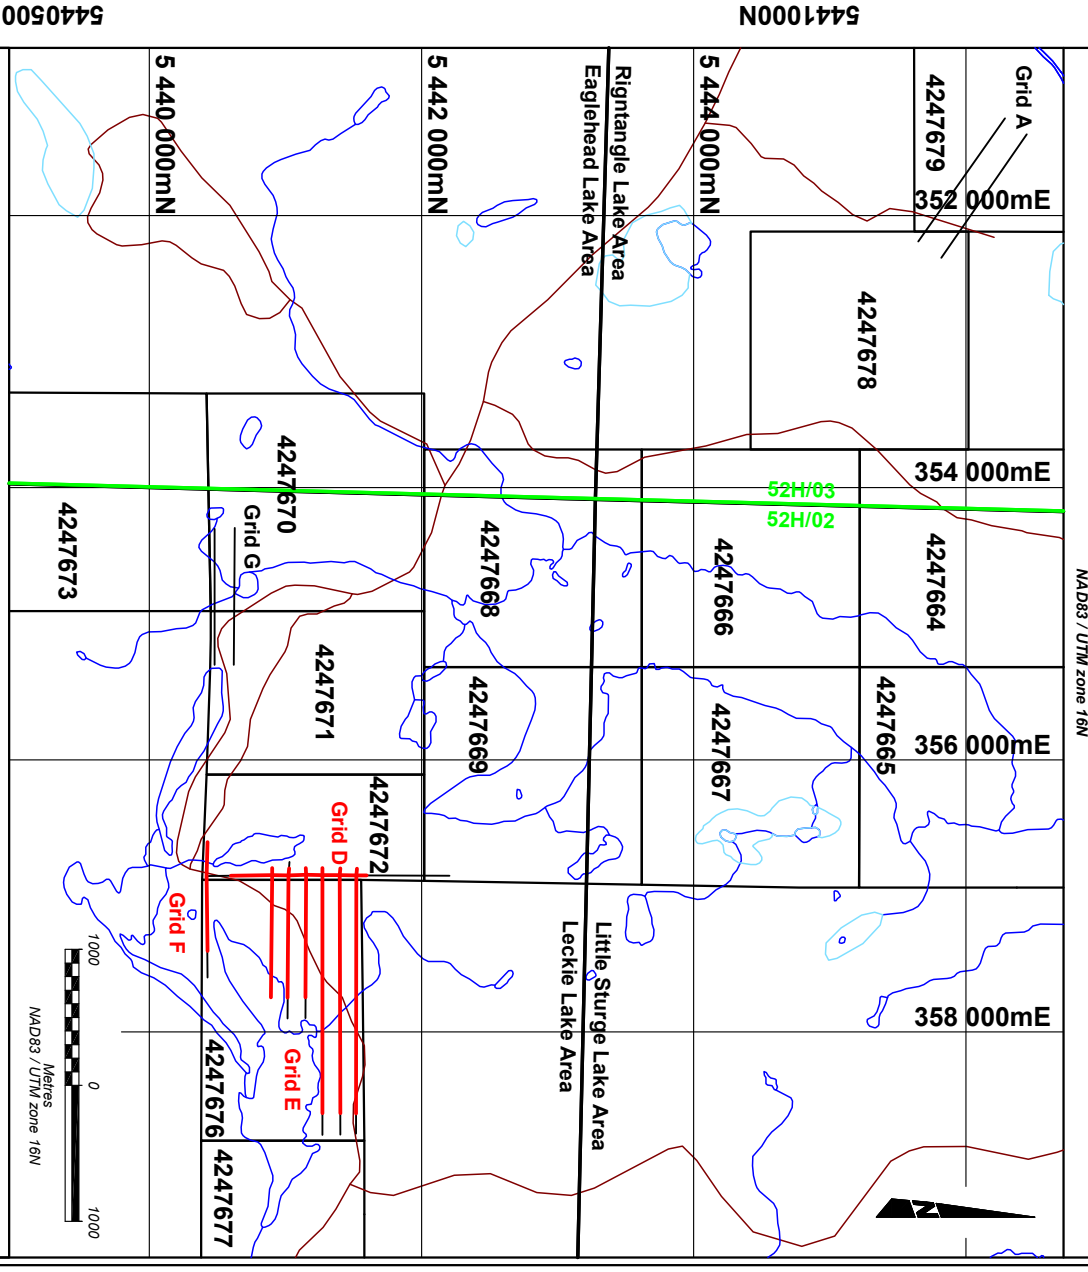 5440500
5441000N
5 440 000mN
5 442 000mN
5 444 000mN
Rigntangle Lake Area
Eaglehead Lake Area
4247679
Grid A
352 000mE
4247678
354 000mE
52H/03
52H/02
4247670
Grid G
4247673
4247668
4247666
4247664
NAD83 / UTM zone 16N
4247671
4247669
4247667
4247665
356 000mE
4247672
Grid D
Grid F
Grid E
Little Sturge Lake Area
Leckie Lake Area
358 000mE
4247676
4247677
1000
0
1000
Metres
NAD83 / UTM zone 16N
N